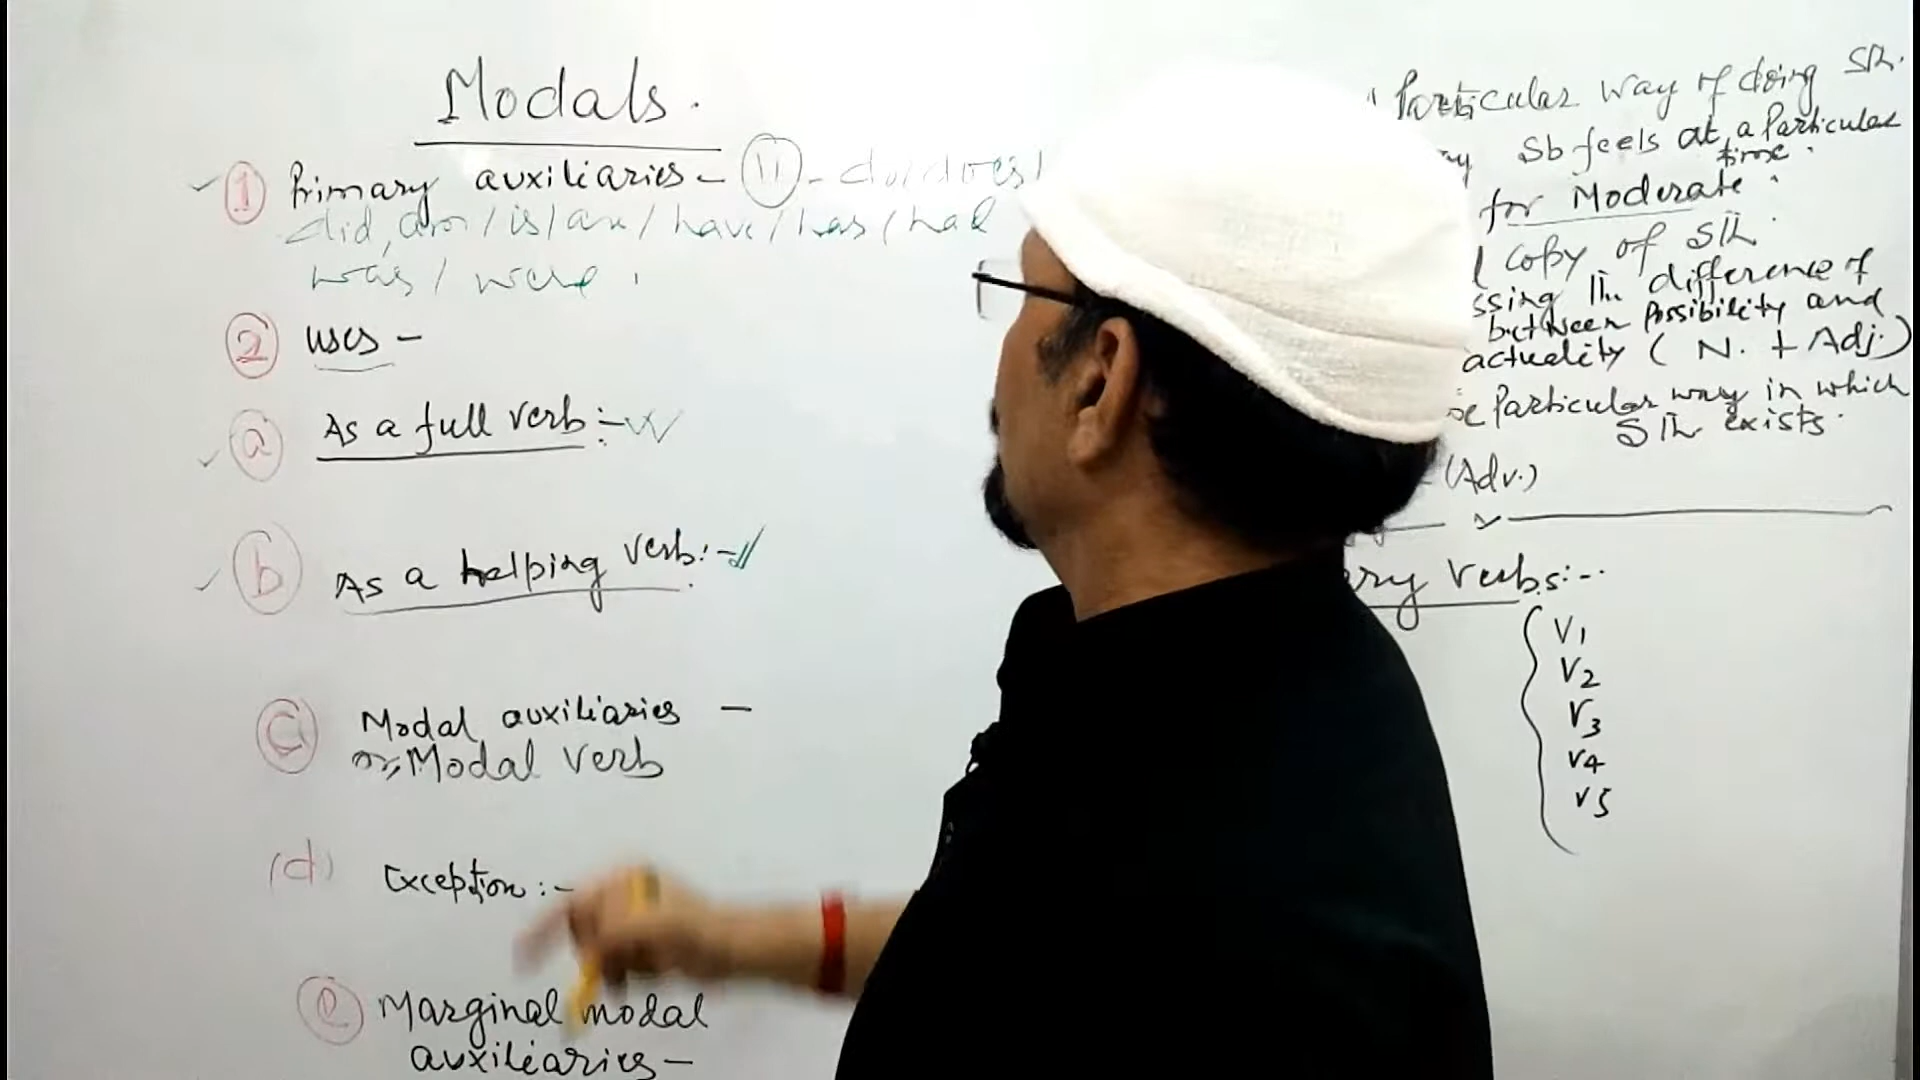 Modals.
1 Primary auxiliaries - 11 - do/does/
did, am/is/are/have/has/had
was/were.
2 uses -
a As a full verb:-
b As a helping verb:-
C Modal auxiliaries -
or, Modal verb
(d) Exception:-
e Marginal modal
auxiliaries -
Particular way of doing Sth.
Sb feels at a Particular
time.
for Moderate.
copy of Sth.
ssing the difference of
between Possibility and
actuality (N. + Adj.)
Particular way in which
Sth exists.
(Adv.)
ry Verbs:-
V1
V2
V3
V4
V5